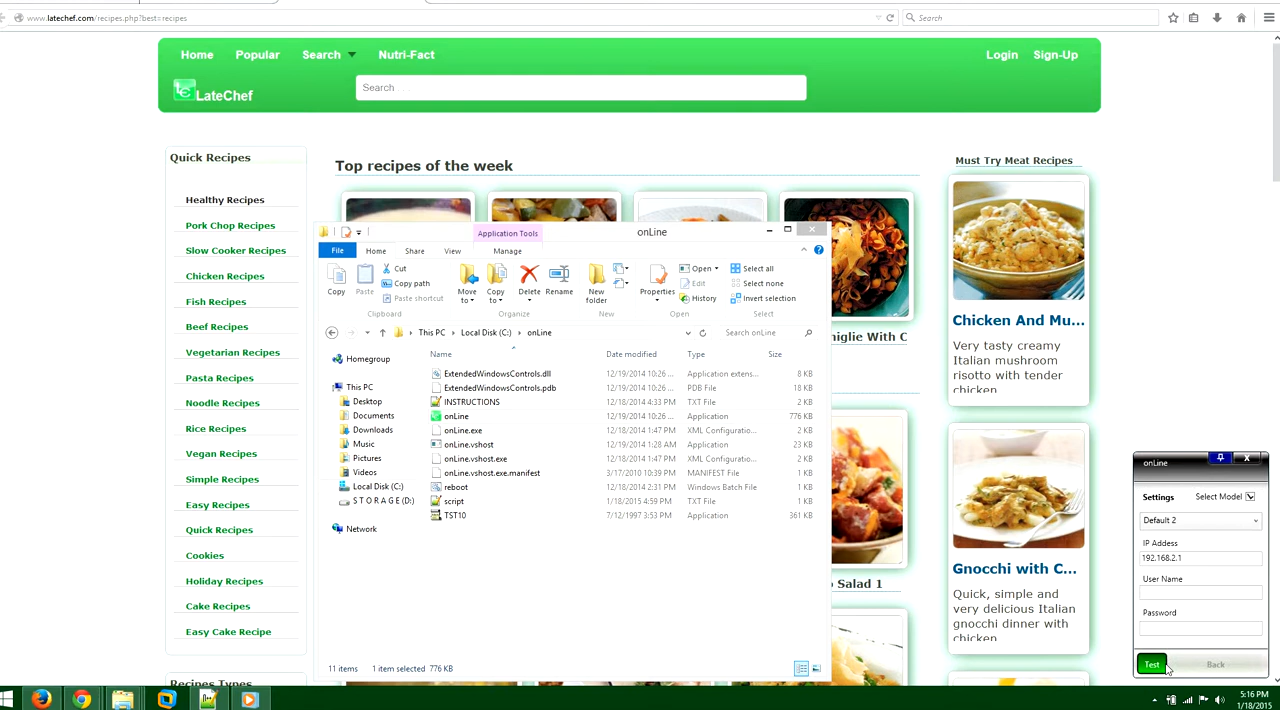 www.latechef.com/recipes.php?best=recipes
Search
Home Popular Search Nutri-Fact Login Sign-Up
LateChef
Search . . .
Quick Recipes
Healthy Recipes
Pork Chop Recipes
Slow Cooker Recipes
Chicken Recipes
Fish Recipes
Beef Recipes
Vegetarian Recipes
Pasta Recipes
Noodle Recipes
Rice Recipes
Vegan Recipes
Simple Recipes
Easy Recipes
Quick Recipes
Cookies
Holiday Recipes
Cake Recipes
Easy Cake Recipe
Recipes Types
Top recipes of the week
Application Tools
onLine
File Home Share View Manage
Copy
Paste
Cut
Copy path
Paste shortcut
Clipboard
Move to
Copy to
Delete
Rename
Organize
New folder
New
Properties
Open
Edit
History
Open
Select all
Select none
Invert selection
Select
This PC Local Disk (C:) onLine
Search onLine
Homegroup
This PC
Desktop
Documents
Downloads
Music
Pictures
Videos
Local Disk (C:)
S T O R A G E (D:)
Network
Name Date modified Type Size
ExtendedWindowsControls.dll 12/19/2014 10:26 ... Application extens... 8 KB
ExtendedWindowsControls.pdb 12/19/2014 10:26 ... PDB File 18 KB
INSTRUCTIONS 12/18/2014 4:33 PM TXT File 2 KB
onLine 12/19/2014 10:26 ... Application 776 KB
onLine.exe 12/18/2014 1:47 PM XML Configuratio... 1 KB
onLine.vshost 12/19/2014 1:28 AM Application 23 KB
onLine.vshost.exe 12/18/2014 1:47 PM XML Configuratio... 1 KB
onLine.vshost.exe.manifest 3/17/2010 10:39 PM MANIFEST File 1 KB
reboot 12/18/2014 2:31 PM Windows Batch File 1 KB
script 1/18/2015 4:59 PM TXT File 1 KB
TST10 7/12/1997 3:53 PM Application 361 KB
11 items 1 item selected 776 KB
niglie With C
Salad 1
Must Try Meat Recipes
Chicken And Mu...
Very tasty creamy
Italian mushroom
risotto with tender
chicken
Gnocchi with C...
Quick, simple and
very delicious Italian
gnocchi dinner with
chicken
onLine
Settings Select Model
Default 2
IP Addess
192.168.2.1
User Name
Password
Test Back
5:16 PM
1/18/2015